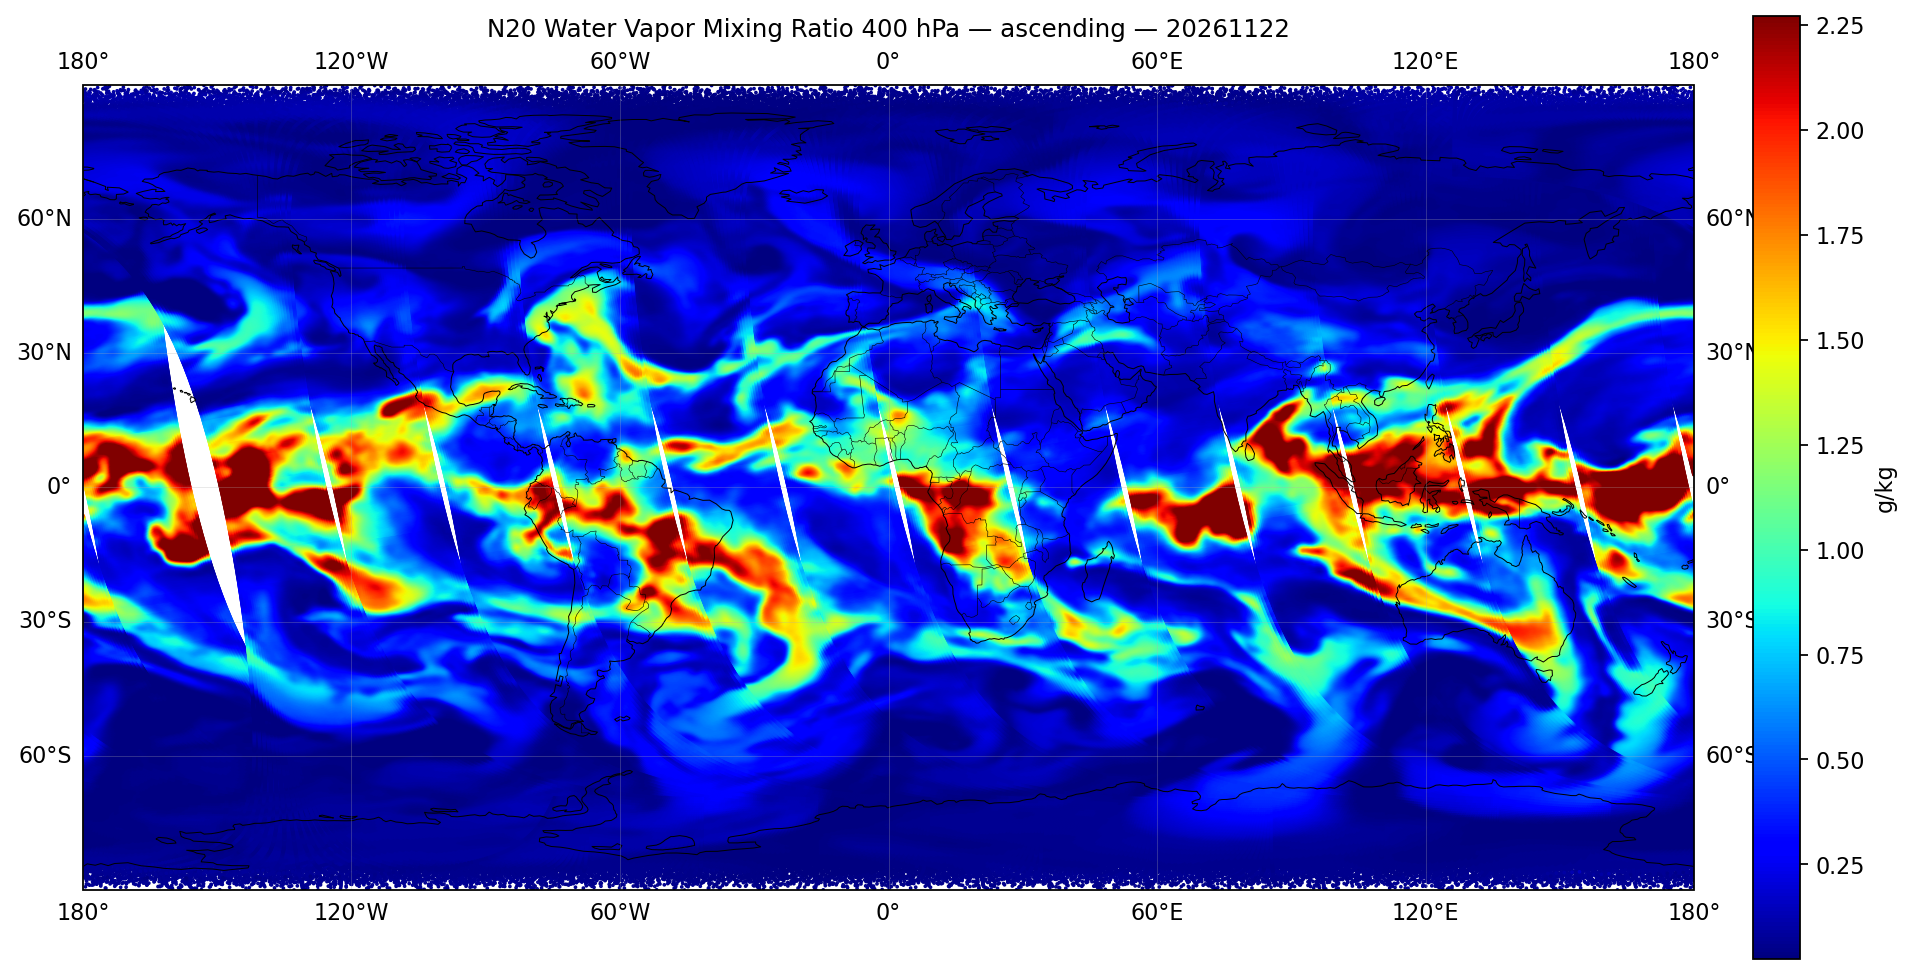 N20 Water Vapor Mixing Ratio 400 hPa — ascending — 20261122
180° 120°W 60°W 0° 60°E 120°E 180°
60°N 60°N
30°N 30°N
0° 0°
30°S 30°S
60°S 60°S
180° 120°W 60°W 0° 60°E 120°E 180°
2.25
2.00
1.75
1.50
1.25
1.00
0.75
0.50
0.25
g/kg